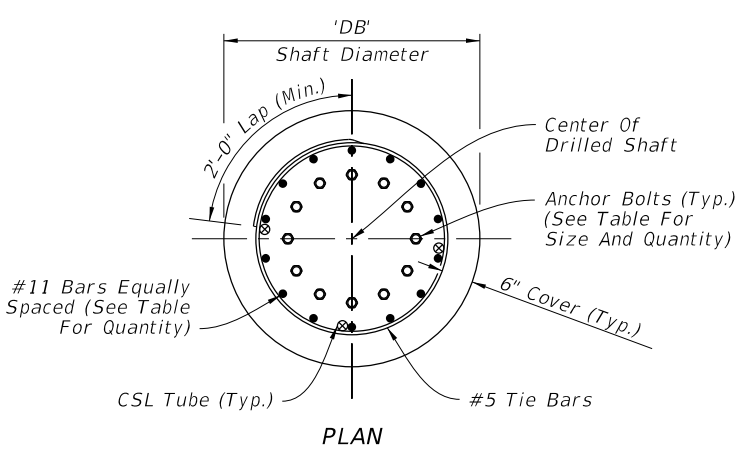 'DB'
Shaft Diameter
2'-0" Lap (Min.)
Center Of
Drilled Shaft
Anchor Bolts (Typ.)
(See Table For
Size And Quantity)
#11 Bars Equally
Spaced (See Table
For Quantity)
6" Cover (Typ.)
CSL Tube (Typ.)
#5 Tie Bars
PLAN